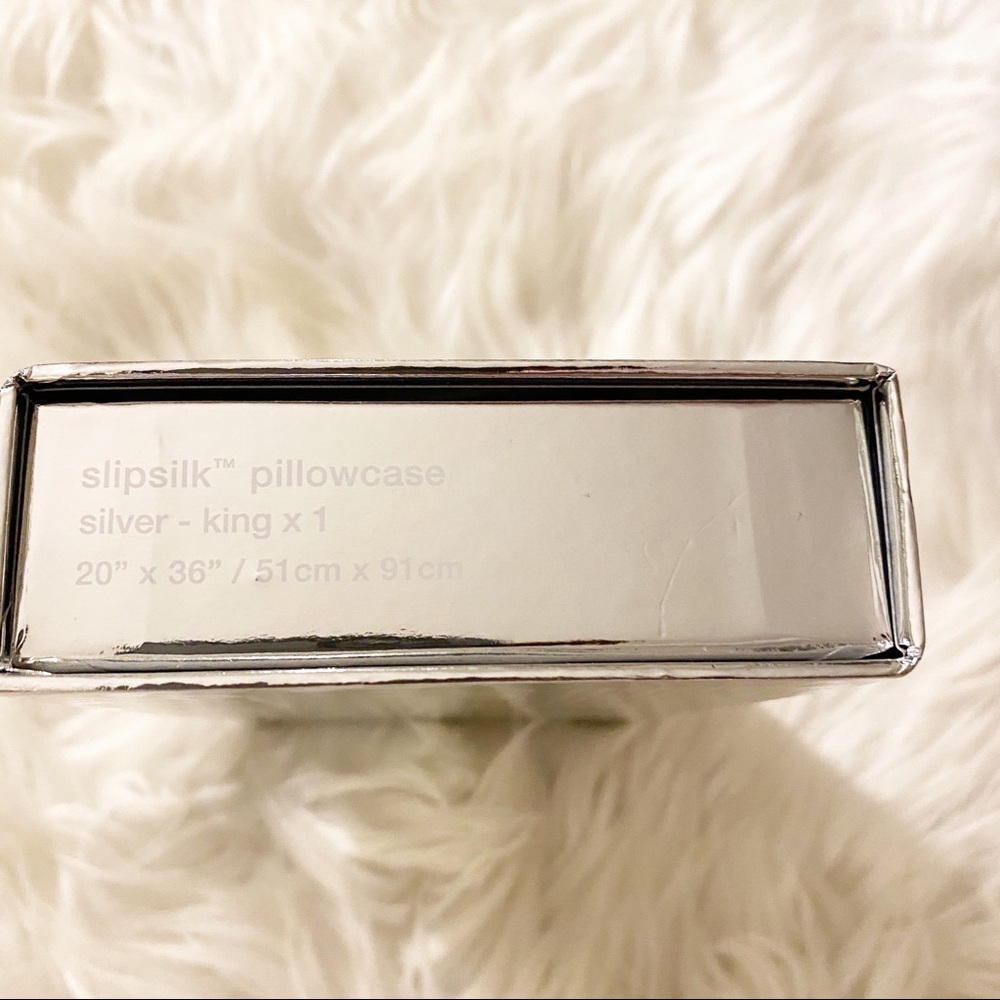 slipsilk™ pillowcase
silver - king x 1
20” x 36” / 51cm x 91cm